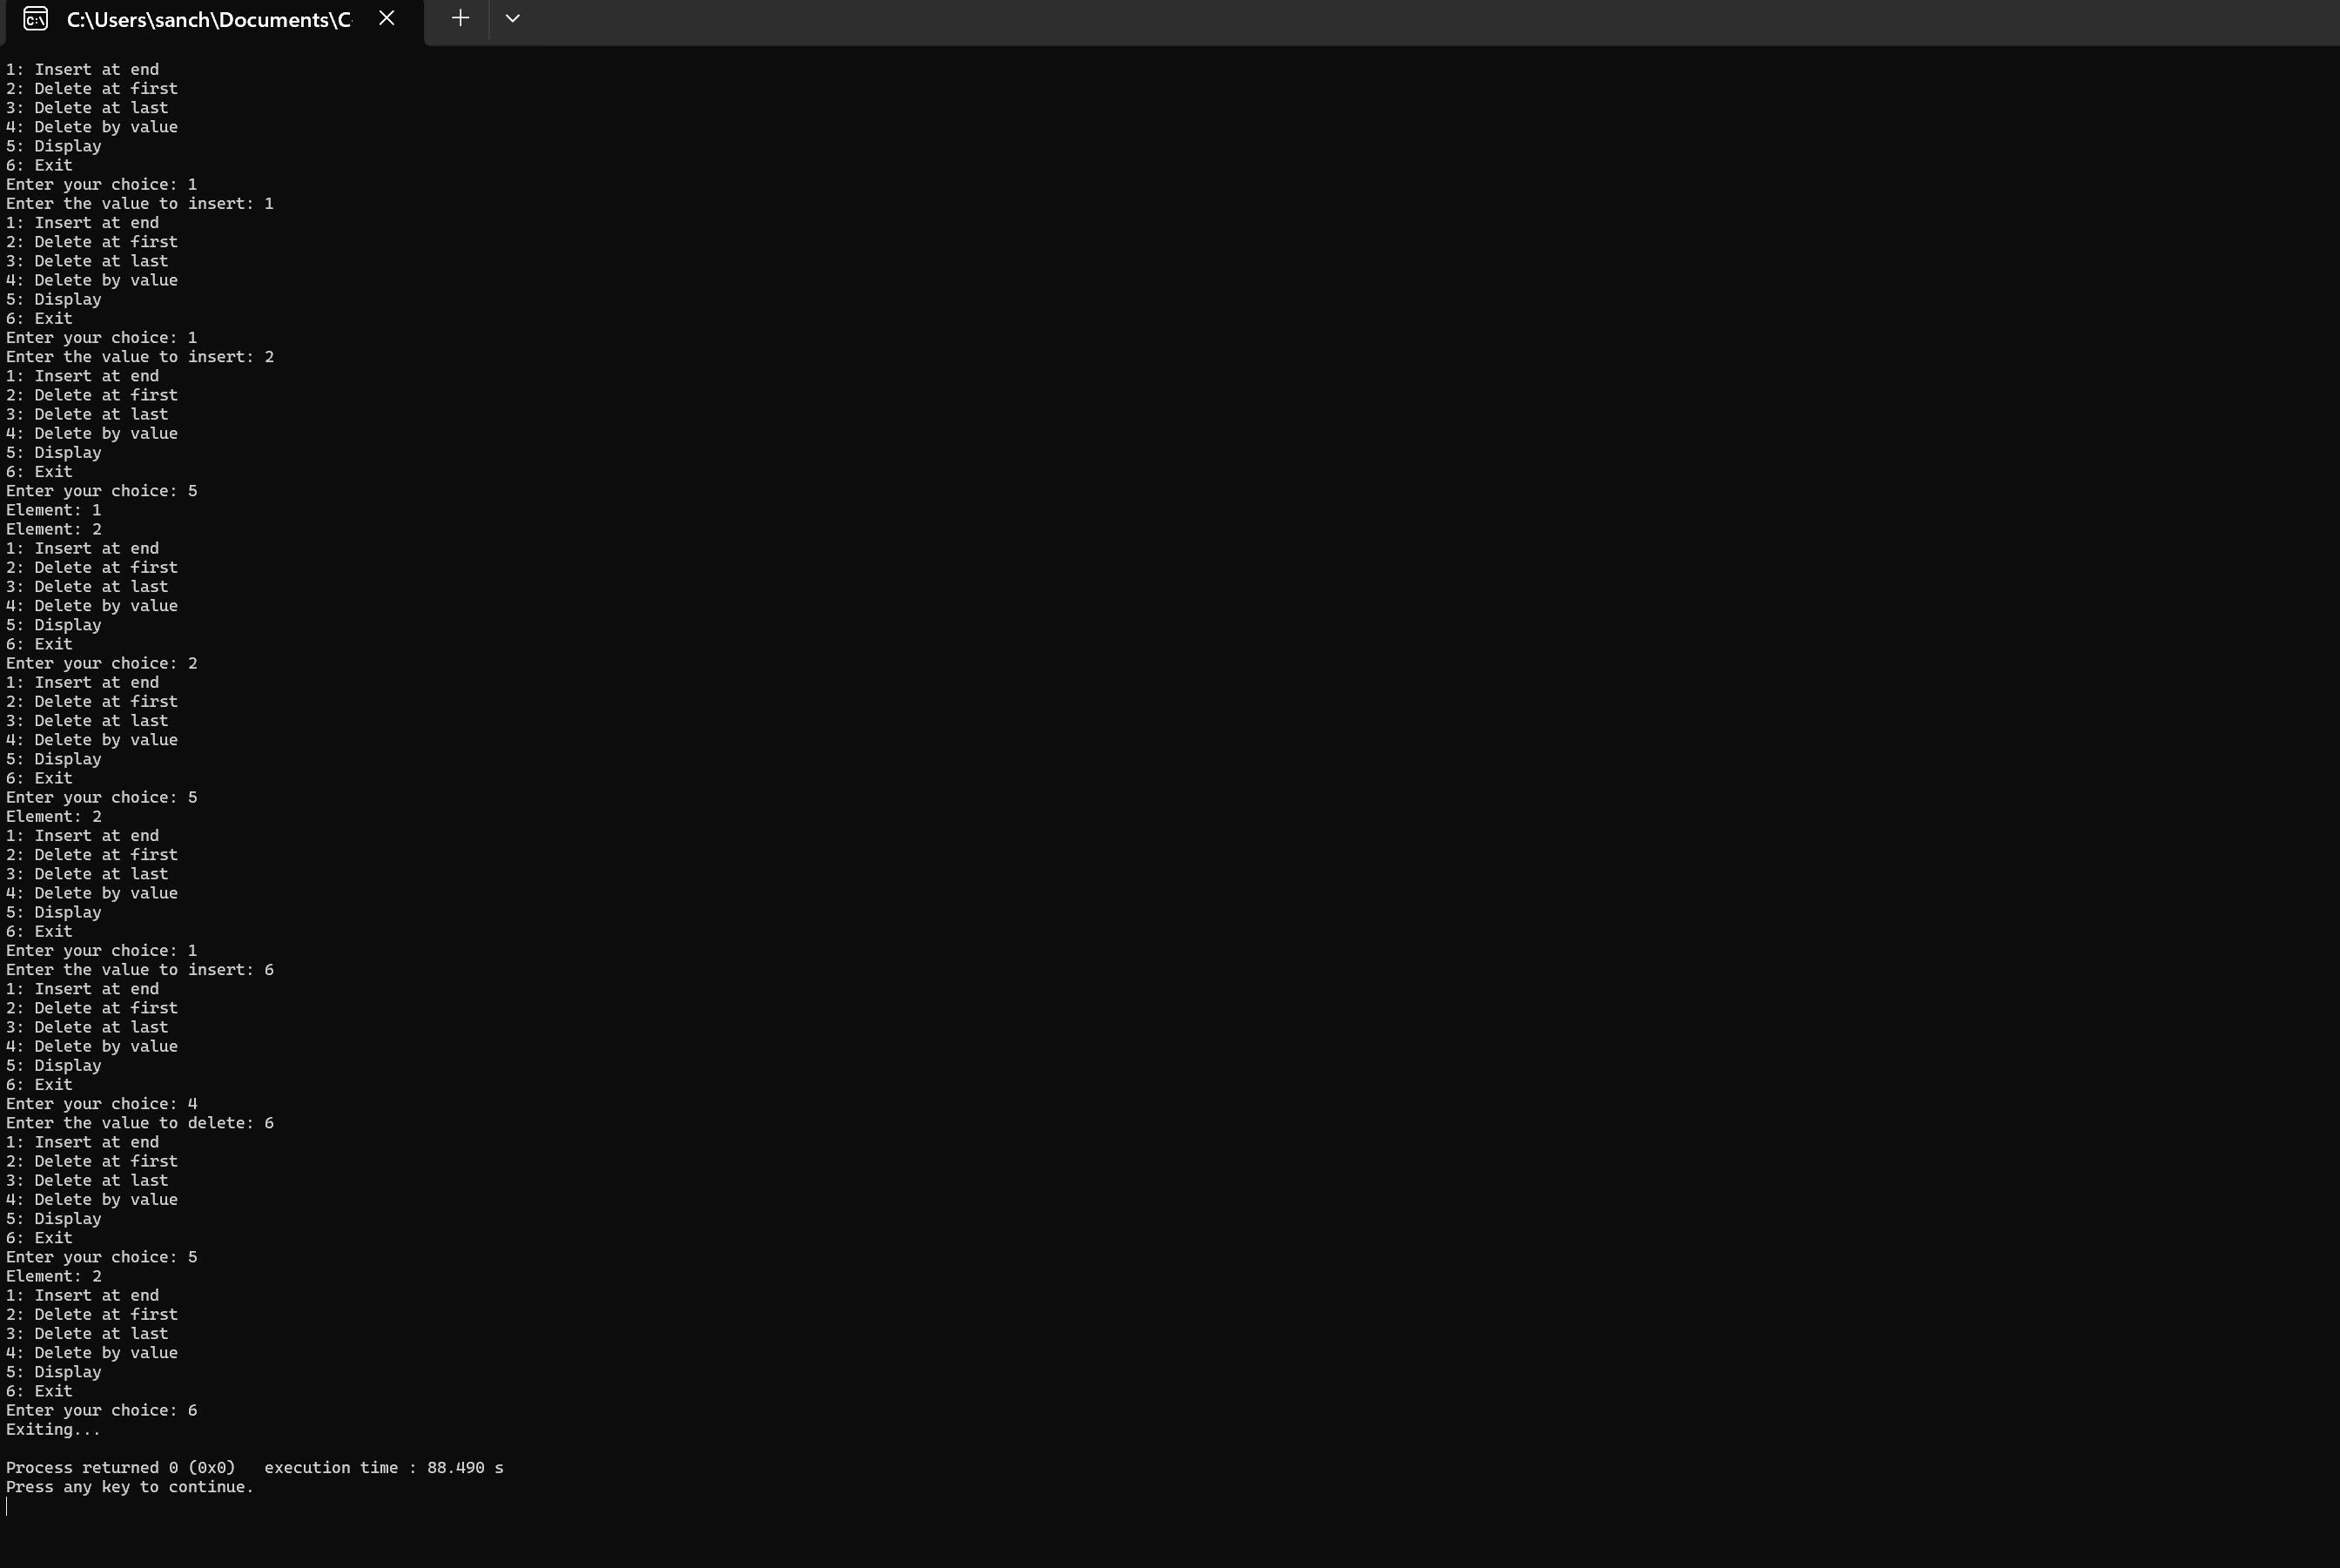 C:\Users\sanch\Documents\C
1: Insert at end
2: Delete at first
3: Delete at last
4: Delete by value
5: Display
6: Exit
Enter your choice: 1
Enter the value to insert: 1
1: Insert at end
2: Delete at first
3: Delete at last
4: Delete by value
5: Display
6: Exit
Enter your choice: 1
Enter the value to insert: 2
1: Insert at end
2: Delete at first
3: Delete at last
4: Delete by value
5: Display
6: Exit
Enter your choice: 5
Element: 1
Element: 2
1: Insert at end
2: Delete at first
3: Delete at last
4: Delete by value
5: Display
6: Exit
Enter your choice: 2
1: Insert at end
2: Delete at first
3: Delete at last
4: Delete by value
5: Display
6: Exit
Enter your choice: 5
Element: 2
1: Insert at end
2: Delete at first
3: Delete at last
4: Delete by value
5: Display
6: Exit
Enter your choice: 1
Enter the value to insert: 6
1: Insert at end
2: Delete at first
3: Delete at last
4: Delete by value
5: Display
6: Exit
Enter your choice: 4
Enter the value to delete: 6
1: Insert at end
2: Delete at first
3: Delete at last
4: Delete by value
5: Display
6: Exit
Enter your choice: 5
Element: 2
1: Insert at end
2: Delete at first
3: Delete at last
4: Delete by value
5: Display
6: Exit
Enter your choice: 6
Exiting...
Process returned 0 (0x0)   execution time : 88.490 s
Press any key to continue.